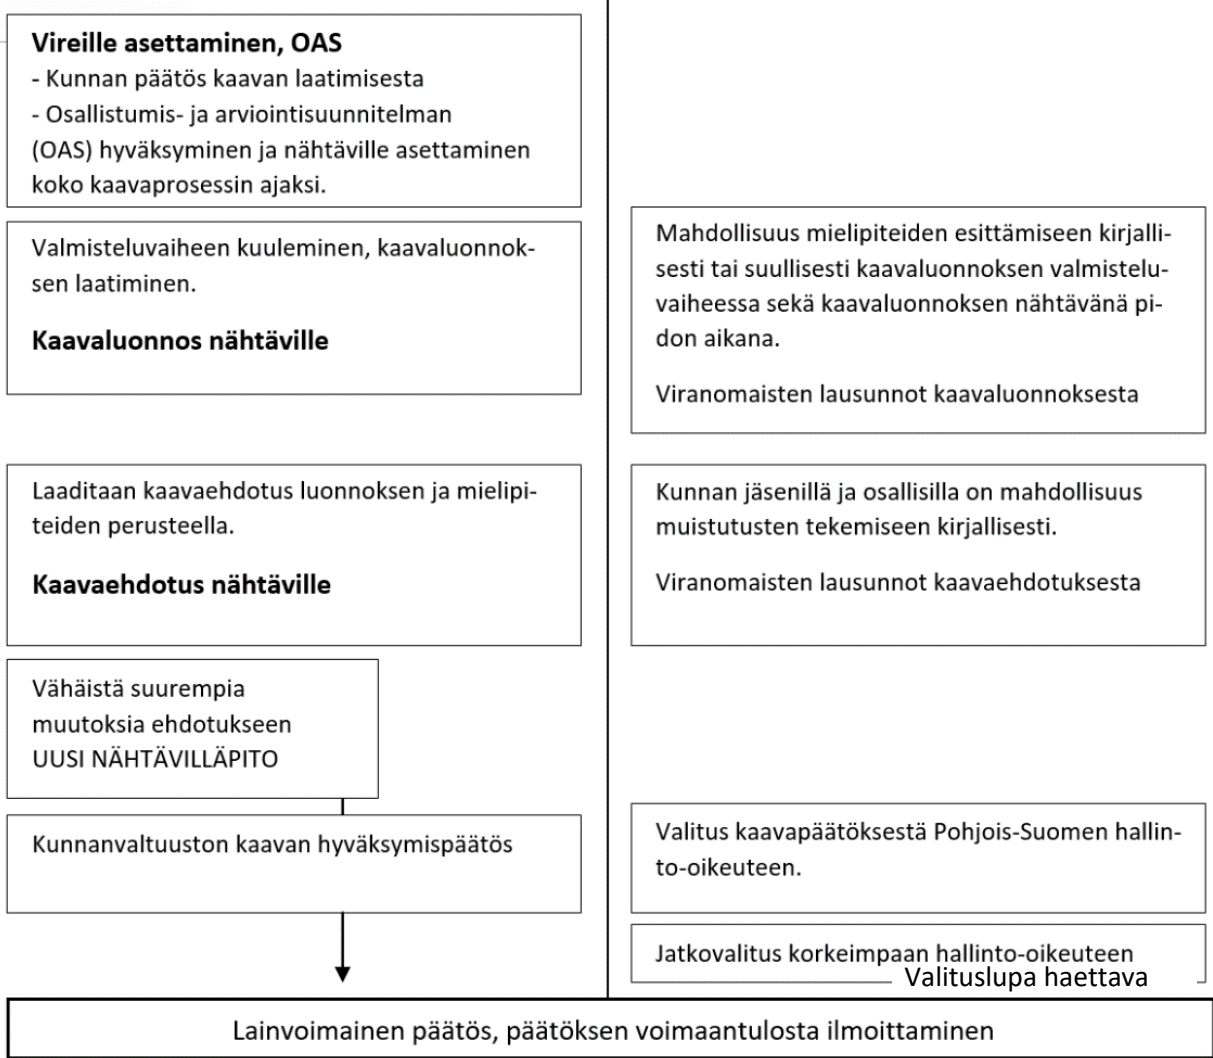 Vireille asettaminen, OAS
- Kunnan päätös kaavan laatimisesta
- Osallistumis- ja arviointisuunnitelman
(OAS) hyväksyminen ja nähtäville asettaminen
koko kaavaprosessin ajaksi.
Valmisteluvaiheen kuuleminen, kaavaluonnok-
sen laatiminen.
Kaavaluonnos nähtäville
Mahdollisuus mielipiteiden esittämiseen kirjalli-
sesti tai suullisesti kaavaluonnoksen valmistelu-
vaiheessa sekä kaavaluonnoksen nähtävänä pi-
don aikana.
Viranomaisten lausunnot kaavaluonnoksesta
Laaditaan kaavaehdotus luonnoksen ja mielipi-
teiden perusteella.
Kaavaehdotus nähtäville
Kunnan jäsenillä ja osallisilla on mahdollisuus
muistutusten tekemiseen kirjallisesti.
Viranomaisten lausunnot kaavaehdotuksesta
Vähäistä suurempia
muutoksia ehdotukseen
UUSI NÄHTÄVILLÄPITO
Kunnanvaltuuston kaavan hyväksymispäätös
Valitus kaavapäätöksestä Pohjois-Suomen hallin-
to-oikeuteen.
Jatkovalitus korkeimpaan hallinto-oikeuteen
Valituslupa haettava
Lainvoimainen päätös, päätöksen voimaantulosta ilmoittaminen